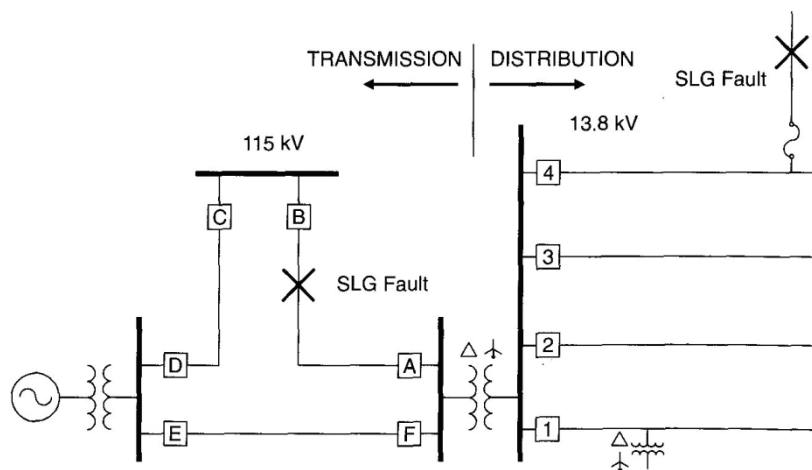 TRANSMISSION
DISTRIBUTION
SLG Fault
13.8 kV
115 kV
4
C
B
3
SLG Fault
D
A
2
E
F
1